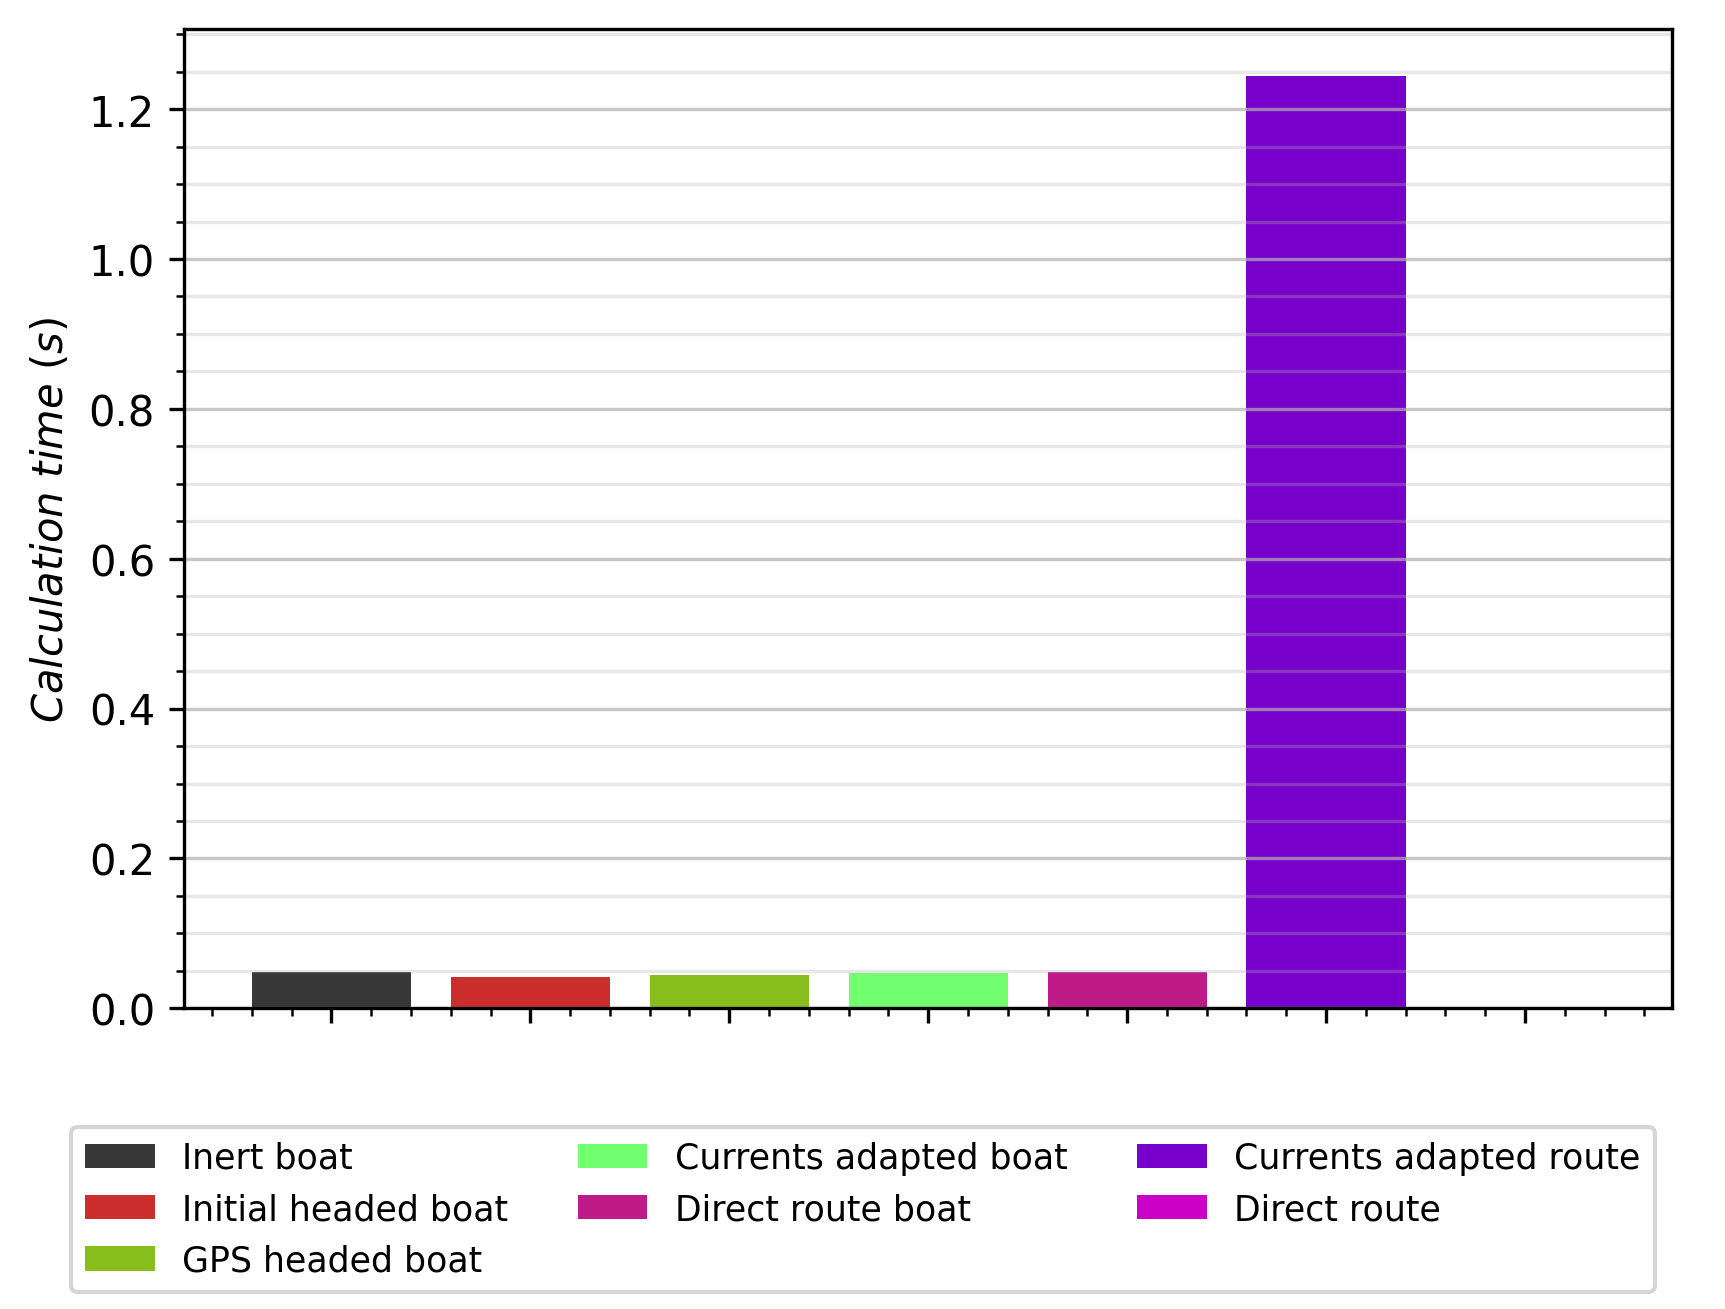 1.2
1.0
0.8
0.6
0.4
0.2
0.0
Calculation time (s)
Inert boat
Initial headed boat
GPS headed boat
Currents adapted boat
Direct route boat
Currents adapted route
Direct route